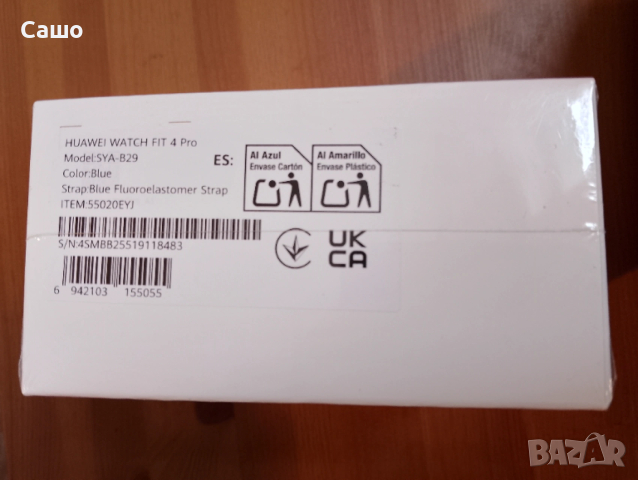 Сашо
HUAWEI WATCH FIT 4 Pro
Model:SYA-B29
Color:Blue
Strap:Blue Fluoroelastomer Strap
ITEM:55020EYJ
S/N:4SMBB25519118483
6 942103 155055
ES:
Al Azul
Envase Cartón
Al Amarillo
Envase Plástico
UK
CA
BAZAR